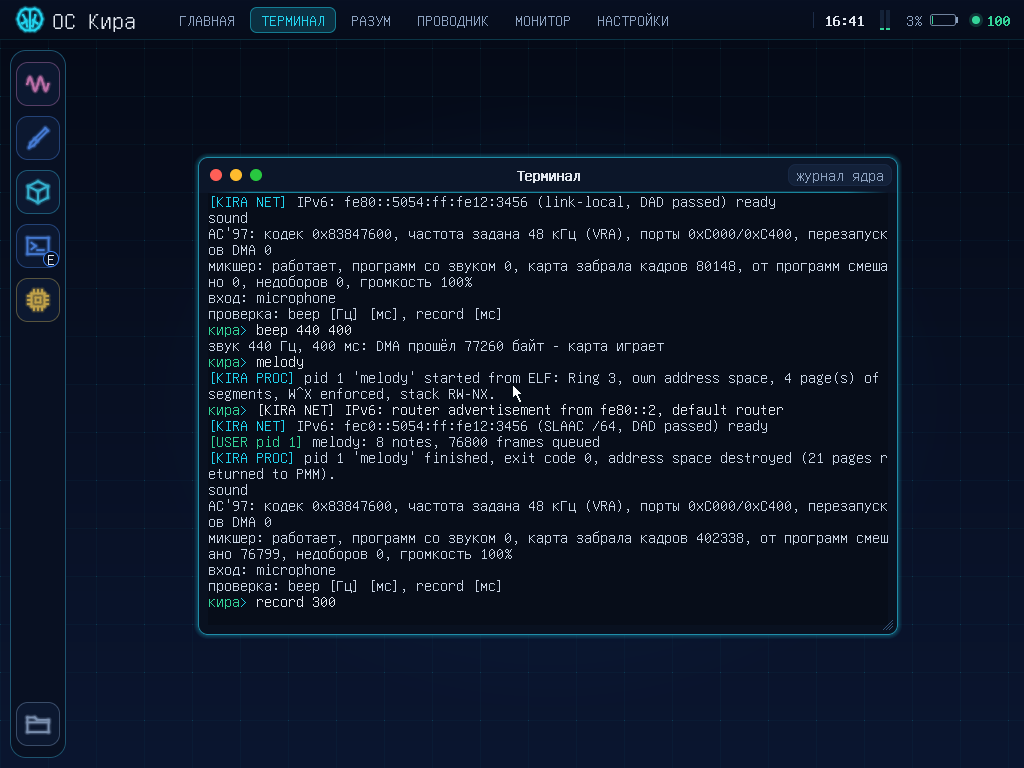 ОС Кира
ГЛАВНАЯ
ТЕРМИНАЛ
РАЗУМ
ПРОВОДНИК
МОНИТОР
НАСТРОЙКИ
16:41
3%
100
E
Терминал
журнал ядра
[KIRA NET] IPv6: fe80::5054:ff:fe12:3456 (link-local, DAD passed) ready
sound
AC'97: кодек 0x83847600, частота задана 48 кГц (VRA), порты 0xC000/0xC400, перезапуск
ов DMA 0
микшер: работает, программ со звуком 0, карта забрала кадров 80148, от программ смеша
но 0, недоборов 0, громкость 100%
вход: microphone
проверка: beep [Гц] [мс], record [мс]
кира> beep 440 400
звук 440 Гц, 400 мс: DMA прошёл 77260 байт - карта играет
кира> melody
[KIRA PROC] pid 1 'melody' started from ELF: Ring 3, own address space, 4 page(s) of
segments, W^X enforced, stack RW-NX.
кира> [KIRA NET] IPv6: router advertisement from fe80::2, default router
[KIRA NET] IPv6: fec0::5054:ff:fe12:3456 (SLAAC /64, DAD passed) ready
[USER pid 1] melody: 8 notes, 76800 frames queued
[KIRA PROC] pid 1 'melody' finished, exit code 0, address space destroyed (21 pages r
eturned to PMM).
sound
AC'97: кодек 0x83847600, частота задана 48 кГц (VRA), порты 0xC000/0xC400, перезапуск
ов DMA 0
микшер: работает, программ со звуком 0, карта забрала кадров 402338, от программ смеш
ано 76799, недоборов 0, громкость 100%
вход: microphone
проверка: beep [Гц] [мс], record [мс]
кира> record 300